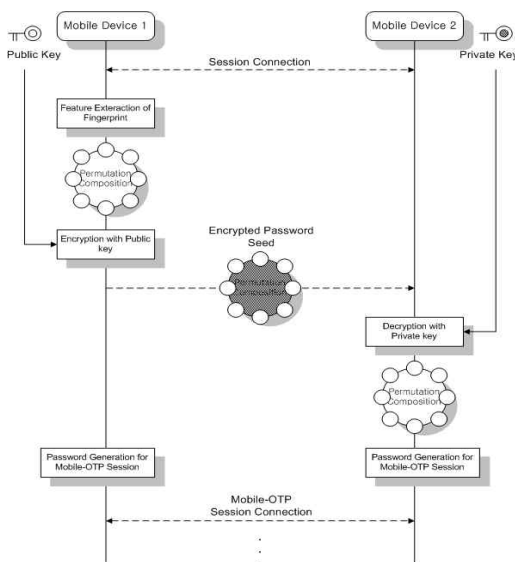 Mobile Device 1
Mobile Device 2
Public Key
Private Key
Session Connection
Feature Exteraction of
Fingerprint
Permutation
Composition
Encryption with Public
key
Encrypted Password
Seed
Permutation
Composition
Decryption with
Private key
Permutation
Composition
Password Generation for
Mobile-OTP Session
Password Generation for
Mobile-OTP Session
Mobile-OTP
Session Connection